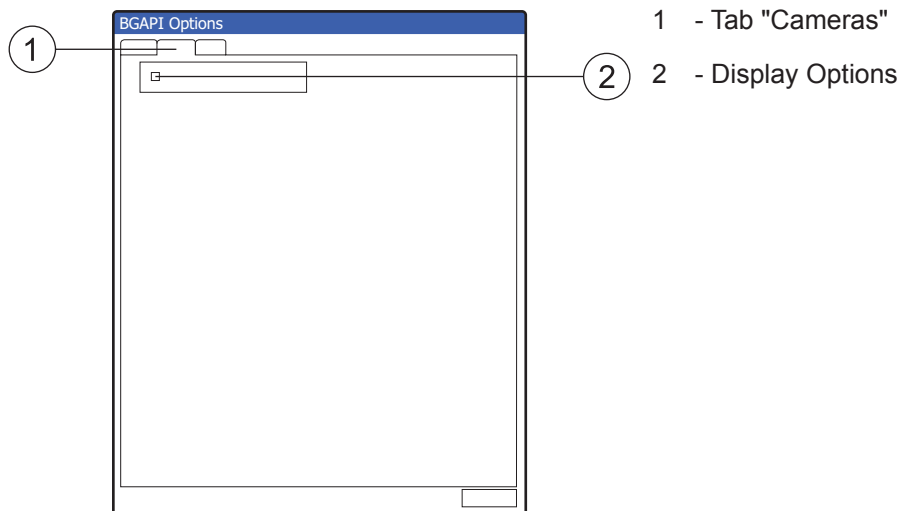 BGAPI Options
1
2
1 - Tab "Cameras"
2 - Display Options